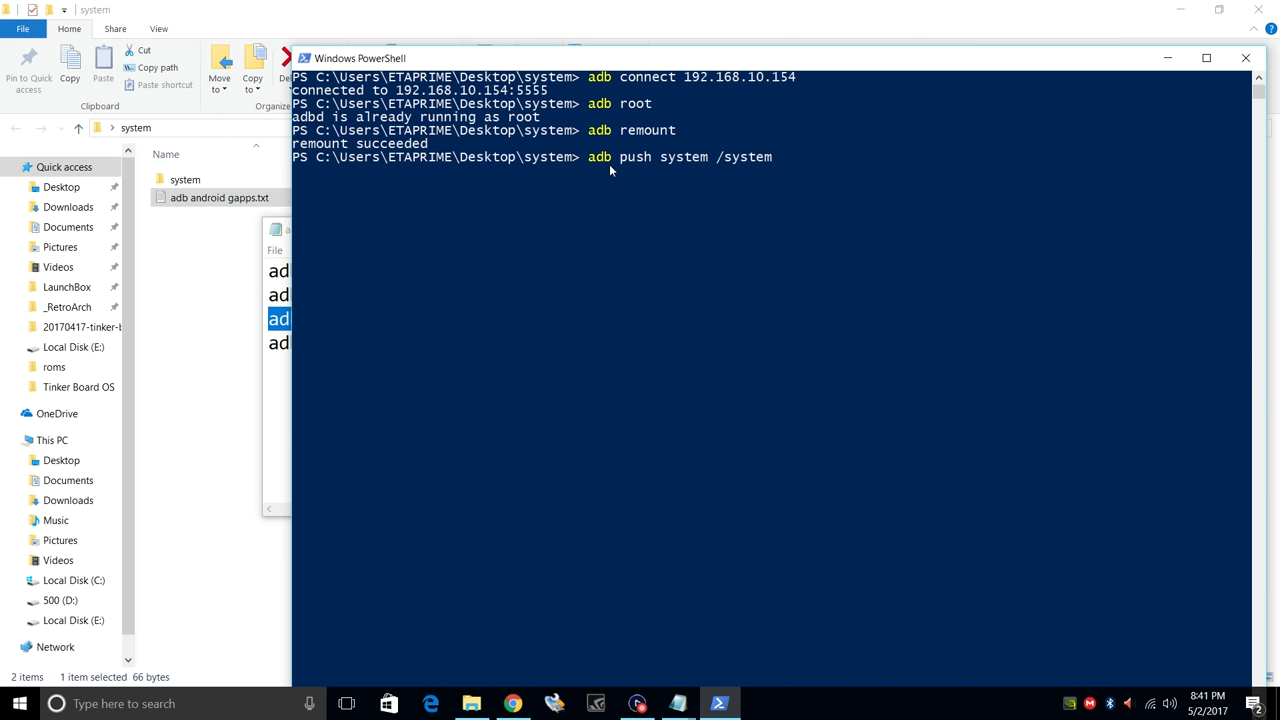 system
File
Home
Share
View
Pin to Quick access
Copy
Paste
Cut
Copy path
Paste shortcut
Move to
Copy to
Organize
system
Name
Quick access
Desktop
Downloads
Documents
Pictures
Videos
LaunchBox
_RetroArch
20170417-tinker-b
Local Disk (E:)
roms
Tinker Board OS
OneDrive
This PC
Desktop
Documents
Downloads
Music
Pictures
Videos
Local Disk (C:)
500 (D:)
Local Disk (E:)
Network
system
adb android gapps.txt
2 items
1 item selected 66 bytes
File
Windows PowerShell
PS C:\Users\ETAPRIME\Desktop\system> adb connect 192.168.10.154
connected to 192.168.10.154:5555
PS C:\Users\ETAPRIME\Desktop\system> adb root
adbd is already running as root
PS C:\Users\ETAPRIME\Desktop\system> adb remount
remount succeeded
PS C:\Users\ETAPRIME\Desktop\system> adb push system /system
Type here to search
8:41 PM
5/2/2017
2